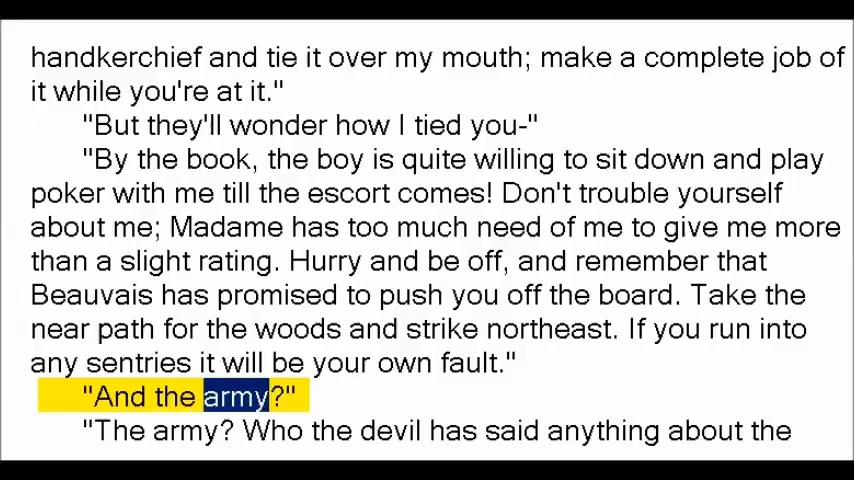 handkerchief and tie it over my mouth; make a complete job of
it while you're at it."
"But they'll wonder how I tied you-"
"By the book, the boy is quite willing to sit down and play
poker with me till the escort comes! Don't trouble yourself
about me; Madame has too much need of me to give me more
than a slight rating. Hurry and be off, and remember that
Beauvais has promised to push you off the board. Take the
near path for the woods and strike northeast. If you run into
any sentries it will be your own fault."
"And the army?"
"The army? Who the devil has said anything about the